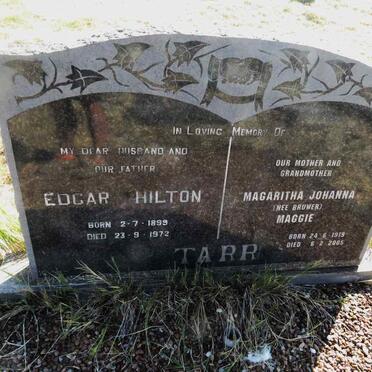 In Loving Memory Of
MY DEAR HUSBAND AND
OUR FATHER
EDGAR HILTON
BORN 2-7-1899
DIED 23-9-1972
OUR MOTHER AND
GRANDMOTHER
MAGARITHA JOHANNA
(NEE BRUWER)
MAGGIE
BORN 24-6-1919
DIED 6-2-2005
TARR